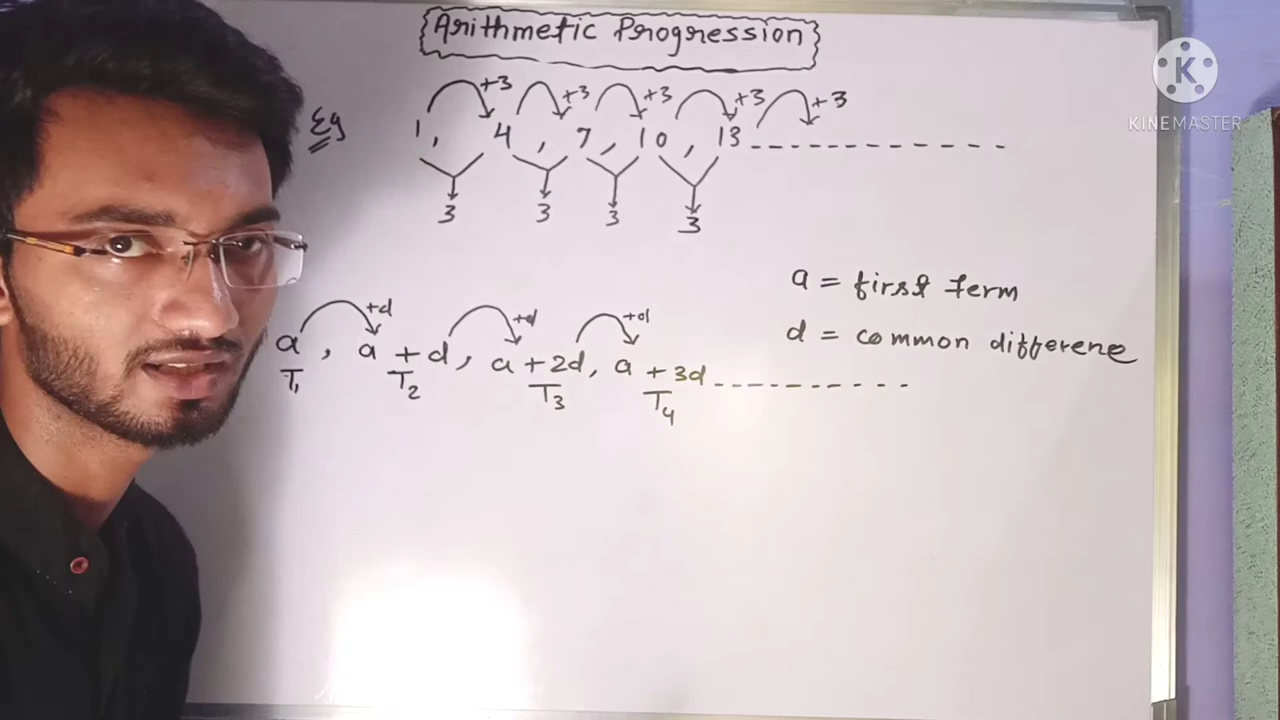 Arithmetic Progression
+3 +3 +3 +3 +3
Eg 1, 4, 7, 10, 13 ------------
3 3 3 3
a = first term
d = common differene
+d +d +d
a, a + d, a + 2d, a + 3d ----------
T1 T2 T3 T4
K
KINEMASTER